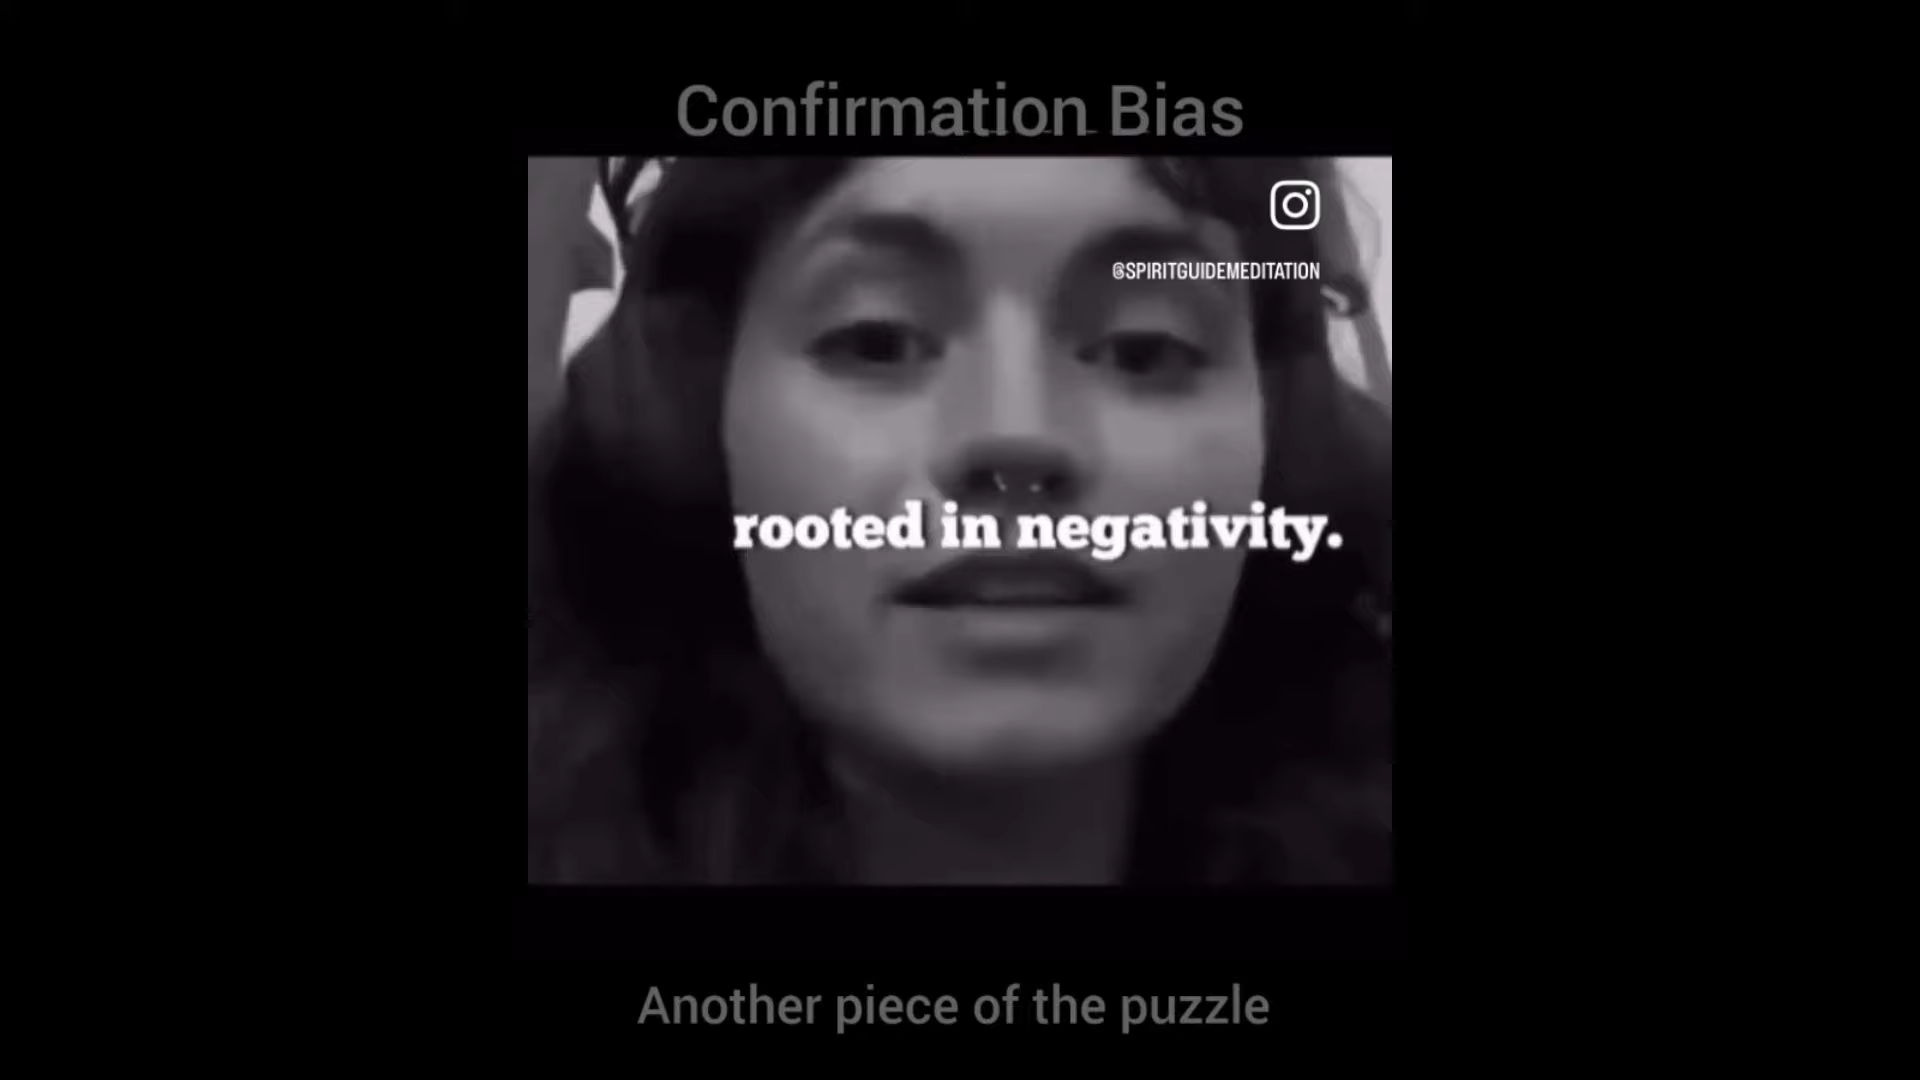 Confirmation Bias
@SPIRITGUIDEMEDITATION
rooted in negativity.
Another piece of the puzzle